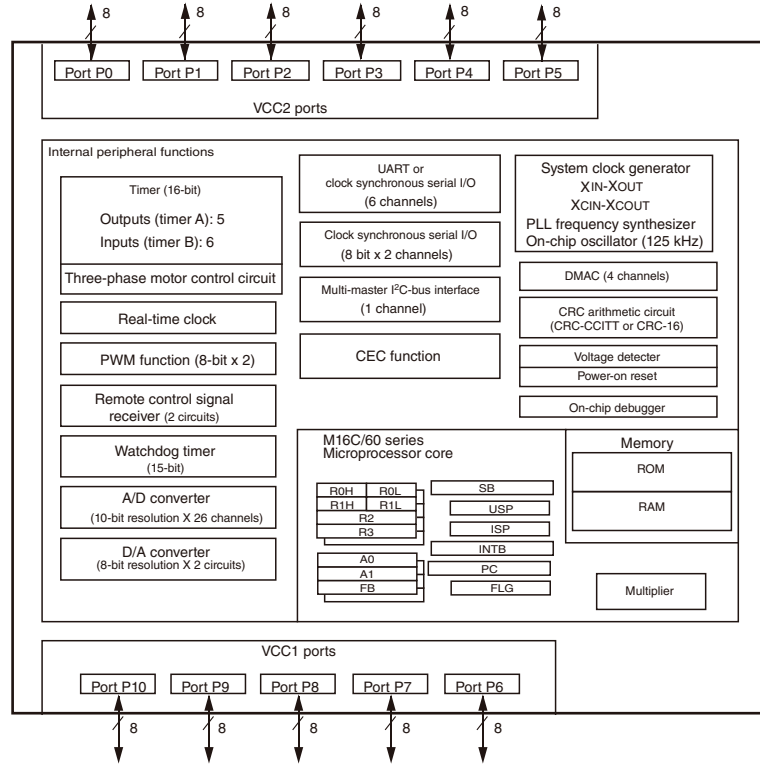 8 8 8 8 8 8
Port P0 Port P1 Port P2 Port P3 Port P4 Port P5
VCC2 ports
Internal peripheral functions
Timer (16-bit)
Outputs (timer A): 5
Inputs (timer B): 6
Three-phase motor control circuit
Real-time clock
PWM function (8-bit x 2)
Remote control signal
receiver (2 circuits)
Watchdog timer
(15-bit)
A/D converter
(10-bit resolution X 26 channels)
D/A converter
(8-bit resolution X 2 circuits)
UART or
clock synchronous serial I/O
(6 channels)
Clock synchronous serial I/O
(8 bit x 2 channels)
Multi-master I²C-bus interface
(1 channel)
CEC function
System clock generator
XIN-XOUT
XCIN-XCOUT
PLL frequency synthesizer
On-chip oscillator (125 kHz)
DMAC (4 channels)
CRC arithmetic circuit
(CRC-CCITT or CRC-16)
Voltage detecter
Power-on reset
On-chip debugger
M16C/60 series
Microprocessor core
R0H R0L
R1H R1L
R2
R3
A0
A1
FB
SB
USP
ISP
INTB
PC
FLG
Memory
ROM
RAM
Multiplier
VCC1 ports
Port P10 Port P9 Port P8 Port P7 Port P6
8 8 8 8 8